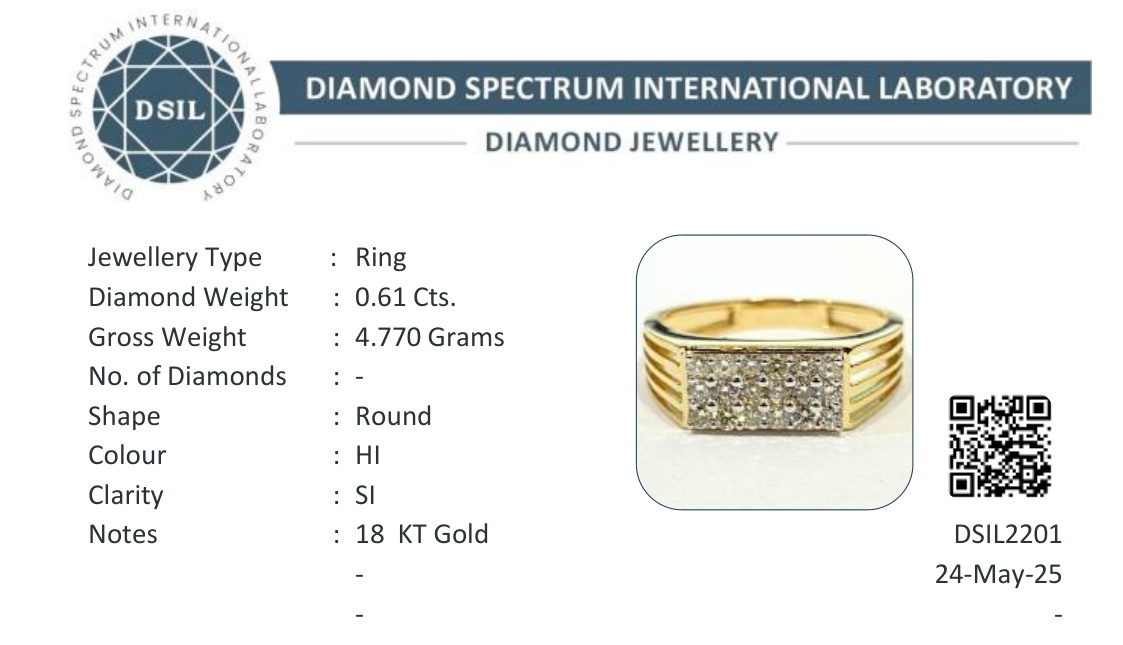 DIAMOND SPECTRUM INTERNATIONAL LABORATORY
DSIL
DIAMOND SPECTRUM INTERNATIONAL LABORATORY
DIAMOND JEWELLERY
Jewellery Type : Ring
Diamond Weight : 0.61 Cts.
Gross Weight : 4.770 Grams
No. of Diamonds : -
Shape : Round
Colour : HI
Clarity : SI
Notes : 18 KT Gold
-
-
DSIL2201
24-May-25
-